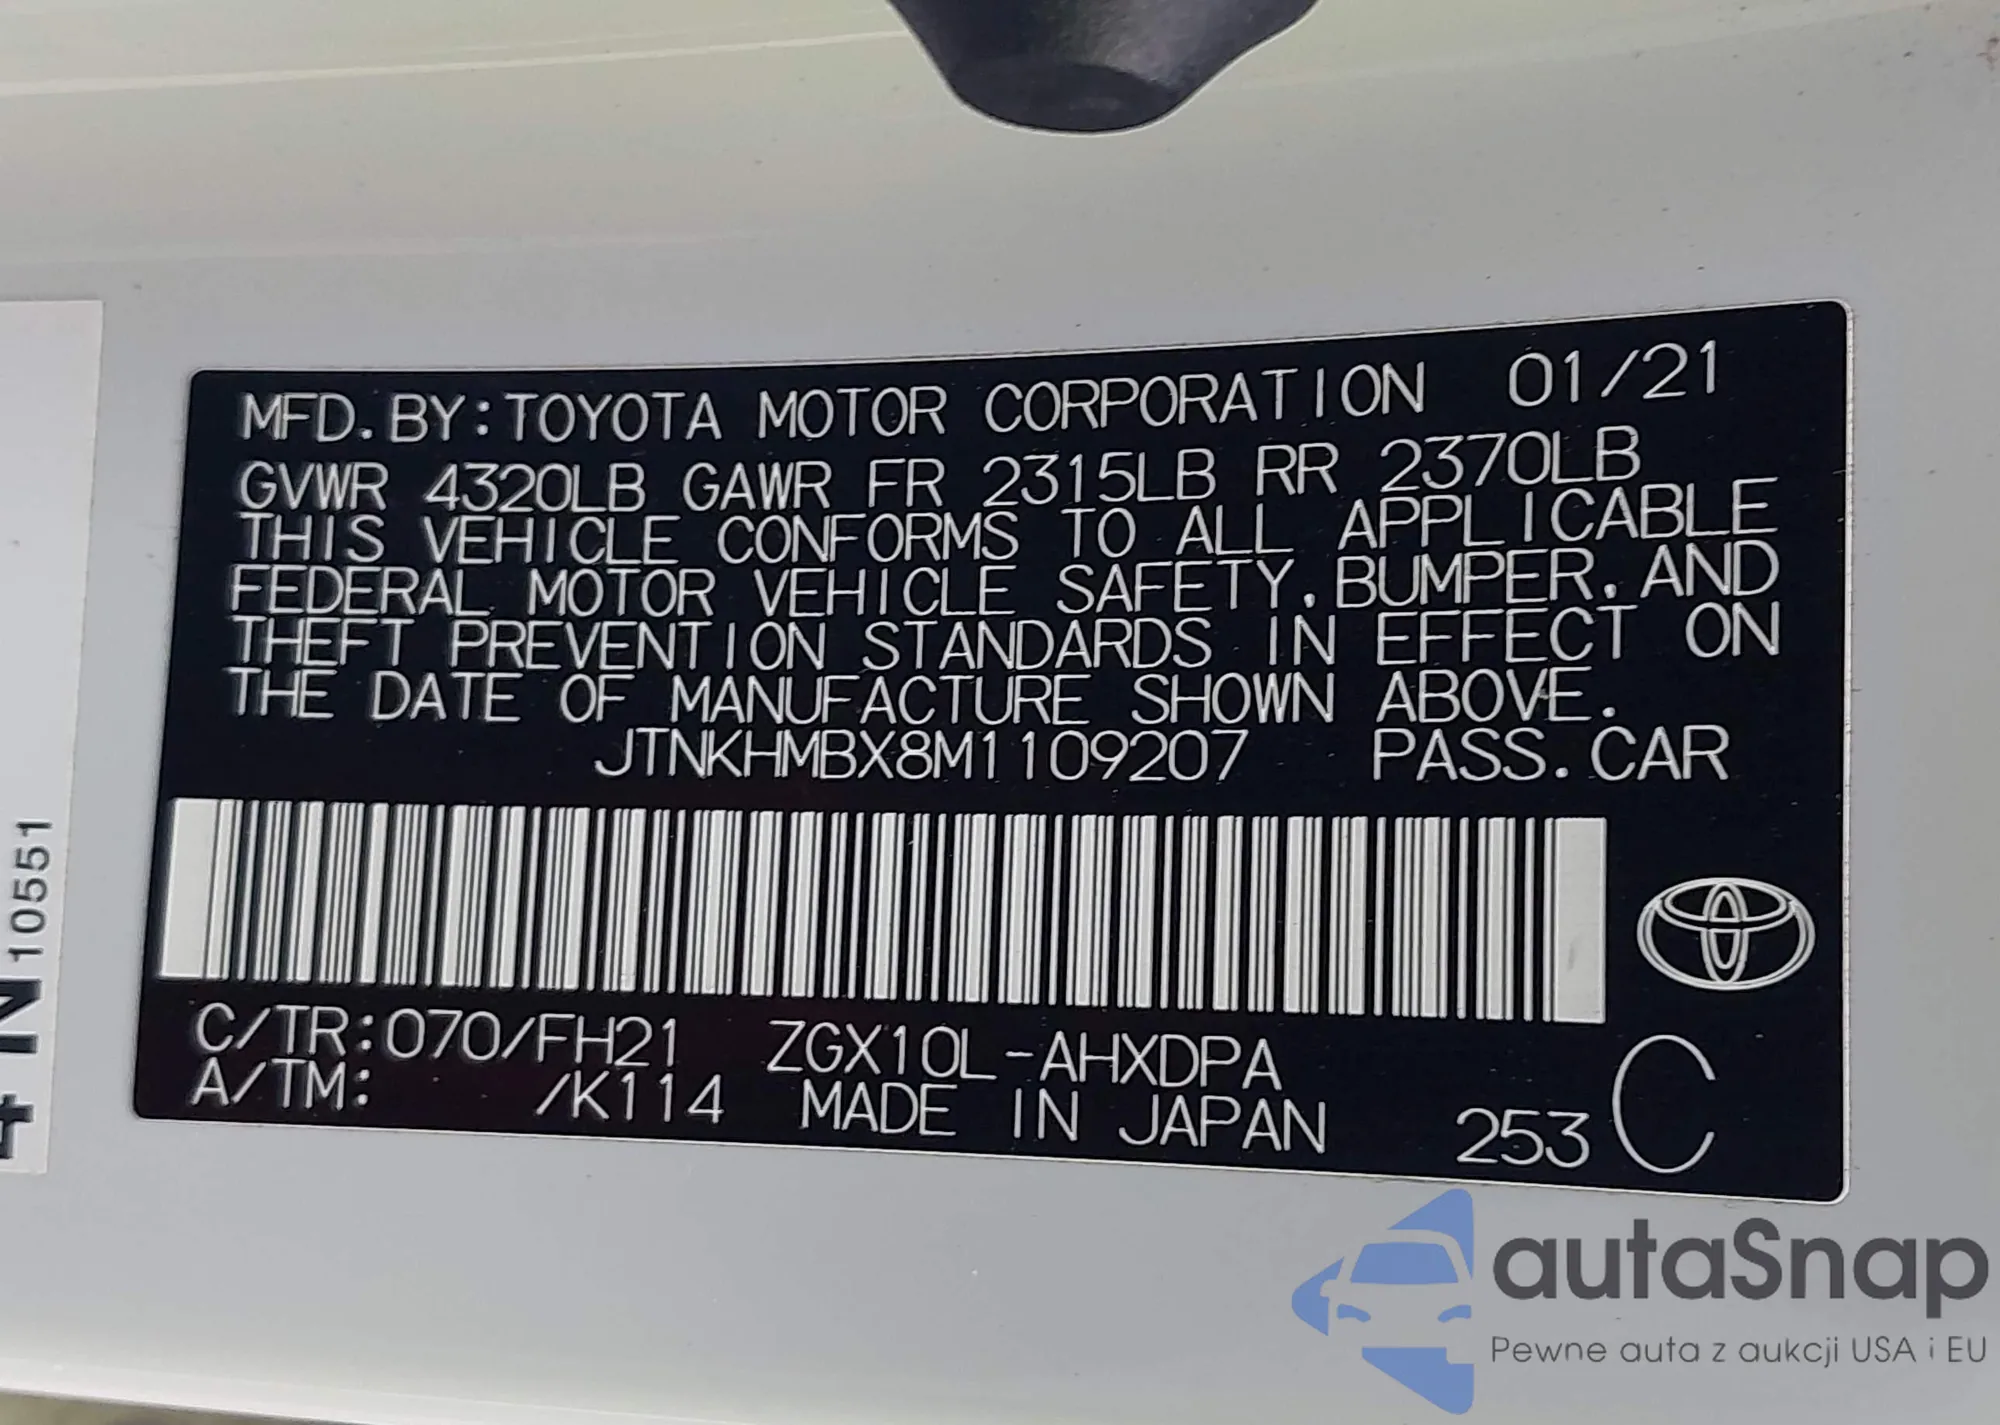 MFD. BY: TOYOTA MOTOR CORPORATION 01/21
GVWR 4320LB GAWR FR 2315LB RR 2370LB
THIS VEHICLE CONFORMS TO ALL APPLICABLE
FEDERAL MOTOR VEHICLE SAFETY, BUMPER, AND
THEFT PREVENTION STANDARDS IN EFFECT ON
THE DATE OF MANUFACTURE SHOWN ABOVE.
JTNKHMBX8M1109207 PASS. CAR
C/TR:070/FH21 ZGX10L-AHXDPA
A/TM: /K114 MADE IN JAPAN 253 C
4 N 10551
autaSnap
Pewne auta z aukcji USA i EU